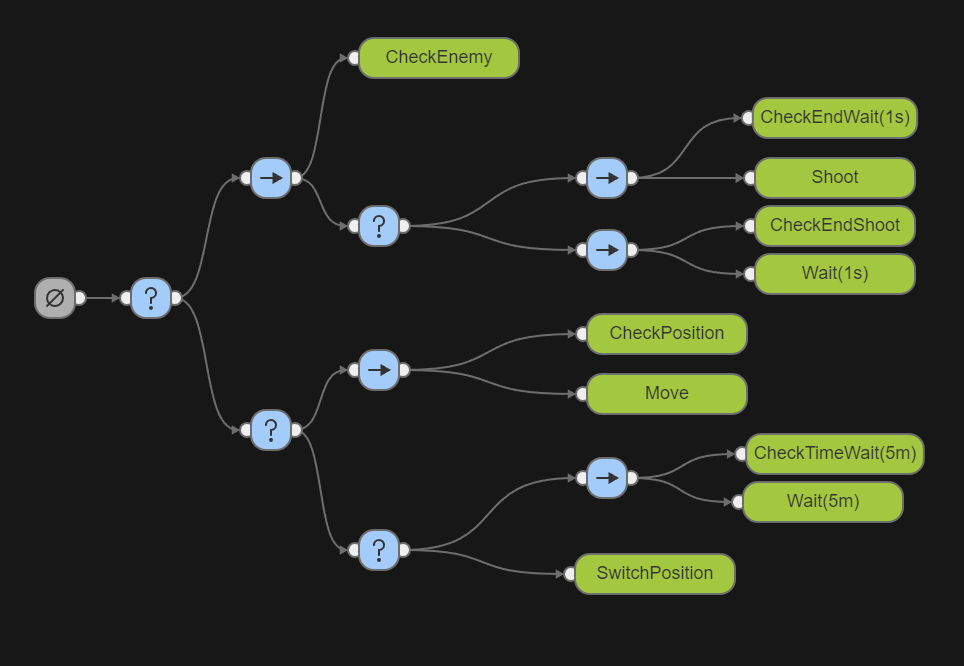 CheckEnemy
CheckEndWait(1s)
→
→
Shoot
?
CheckEndShoot
→
Wait(1s)
∅
?
CheckPosition
→
Move
?
CheckTimeWait(5m)
→
Wait(5m)
?
SwitchPosition